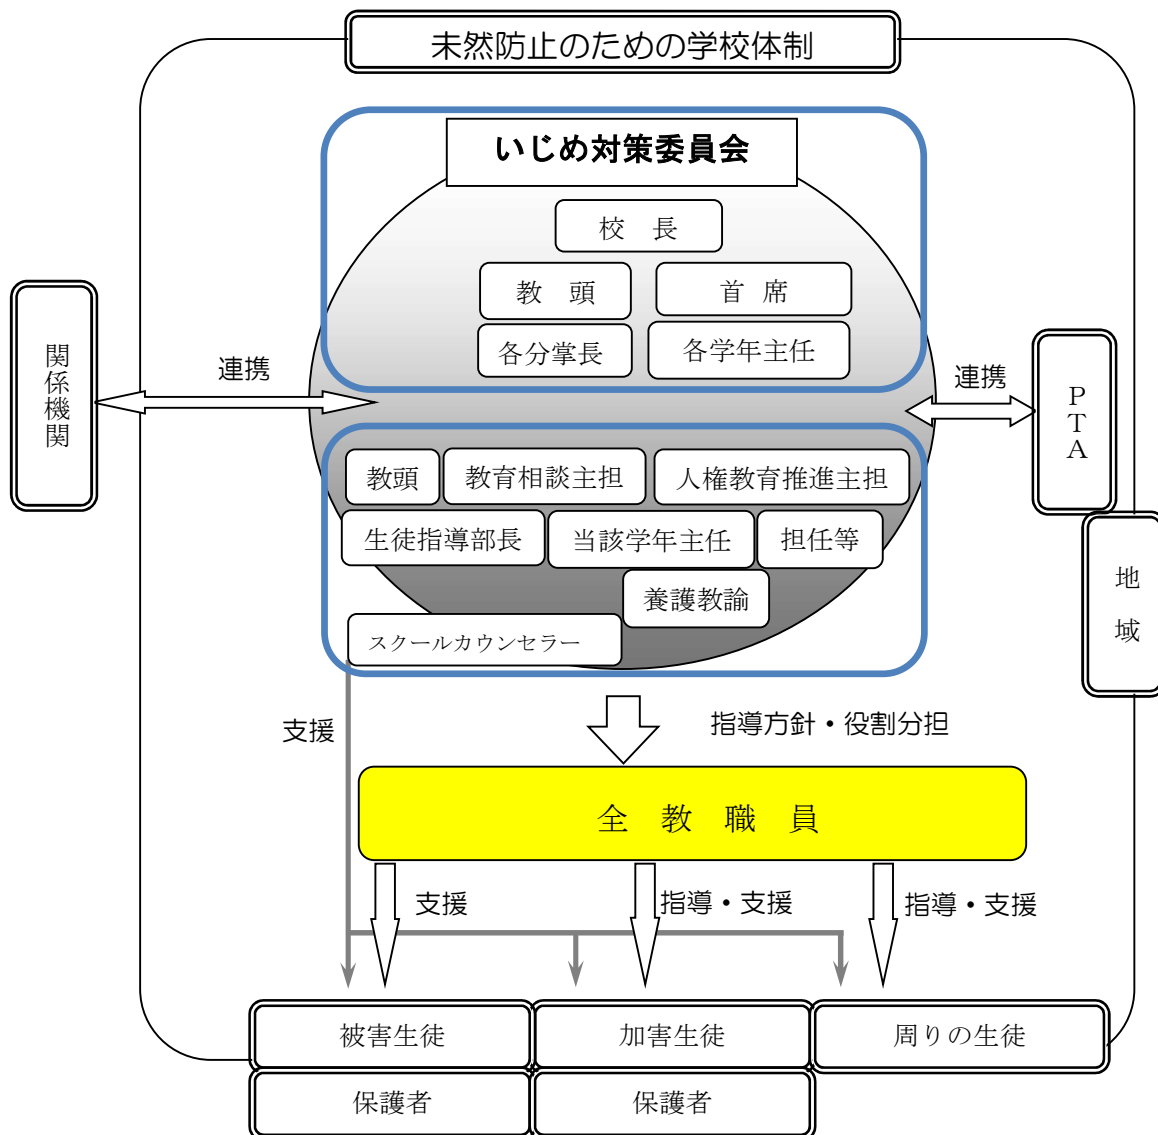 未然防止のための学校体制
いじめ対策委員会
校　長
教　頭
首　席
各分掌長
各学年主任
関係機関
連携
連携
PTA
地域
教頭
教育相談主担
人権教育推進主担
生徒指導部長
当該学年主任
担任等
養護教諭
スクールカウンセラー
支援
指導方針・役割分担
全　教　職　員
支援
指導・支援
指導・支援
被害生徒
加害生徒
周りの生徒
保護者
保護者